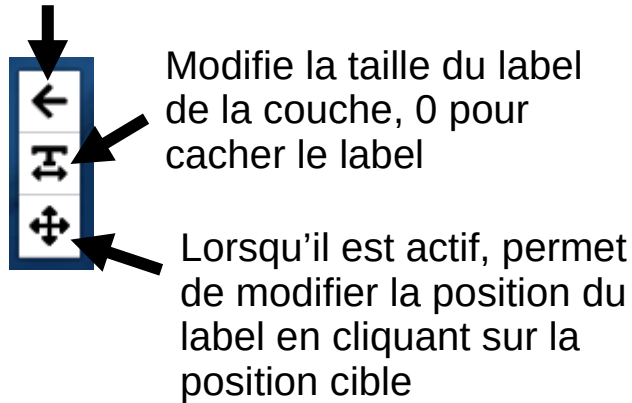 Modifie la taille du label
de la couche, 0 pour
cacher le label
Lorsqu'il est actif, permet
de modifier la position du
label en cliquant sur la
position cible